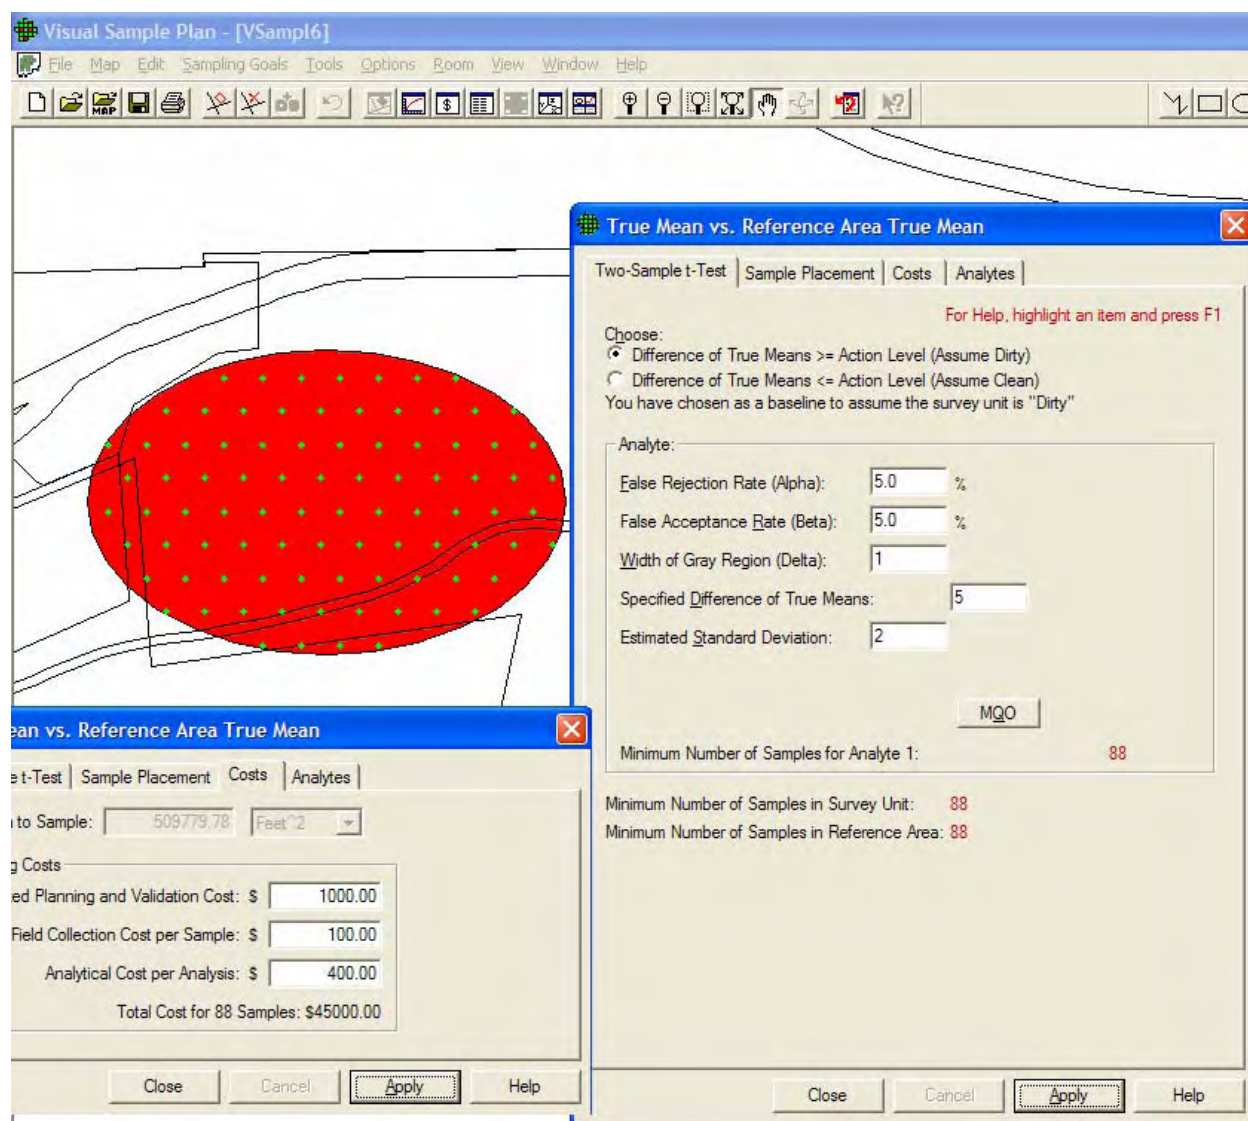 Visual Sample Plan - [VSampl6]
File Map Edit Sampling Goals Tools Options Room View Window Help
MAP
True Mean vs. Reference Area True Mean
Two-Sample t-Test Sample Placement Costs Analytes
For Help, highlight an item and press F1
Choose:
Difference of True Means >= Action Level (Assume Dirty)
Difference of True Means <= Action Level (Assume Clean)
You have chosen as a baseline to assume the survey unit is "Dirty"
Analyte:
False Rejection Rate (Alpha): 5.0 %
False Acceptance Rate (Beta): 5.0 %
Width of Gray Region (Delta): 1
Specified Difference of True Means: 5
Estimated Standard Deviation: 2
MQO
Minimum Number of Samples for Analyte 1: 88
Minimum Number of Samples in Survey Unit: 88
Minimum Number of Samples in Reference Area: 88
Close Cancel Apply Help
ean vs. Reference Area True Mean
e t-Test Sample Placement Costs Analytes
to Sample: 509779.78 Feet^2
g Costs
ed Planning and Validation Cost: $ 1000.00
Field Collection Cost per Sample: $ 100.00
Analytical Cost per Analysis: $ 400.00
Total Cost for 88 Samples: $45000.00
Close Cancel Apply Help